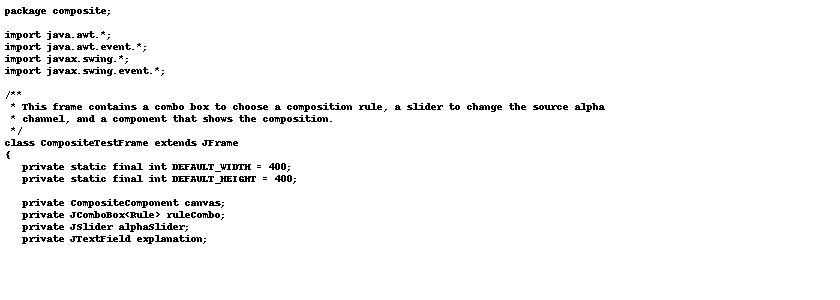 package composite;

import java.awt.*;
import java.awt.event.*;
import javax.swing.*;
import javax.swing.event.*;

/**
 * This frame contains a combo box to choose a composition rule, a slider to change the source alpha
 * channel, and a component that shows the composition.
 */
class CompositeTestFrame extends JFrame
{
   private static final int DEFAULT_WIDTH = 400;
   private static final int DEFAULT_HEIGHT = 400;

   private CompositeComponent canvas;
   private JComboBox<Rule> ruleCombo;
   private JSlider alphaSlider;
   private JTextField explanation;